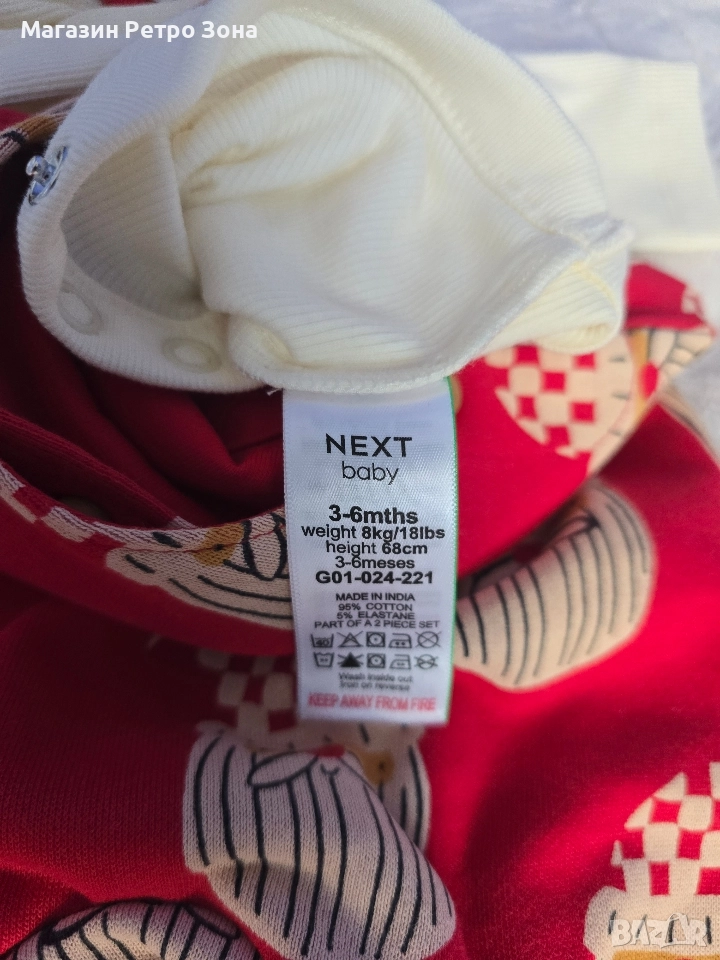 Магазин Ретро Зона
NEXT
baby
3-6mths
weight 8kg/18lbs
height 68cm
3-6meses
G01-024-221
MADE IN INDIA
95% COTTON
5% ELASTANE
PART OF A 2 PIECE SET
40
Wash inside out
Iron on reverse
KEEP AWAY FROM FIRE
BAZAR